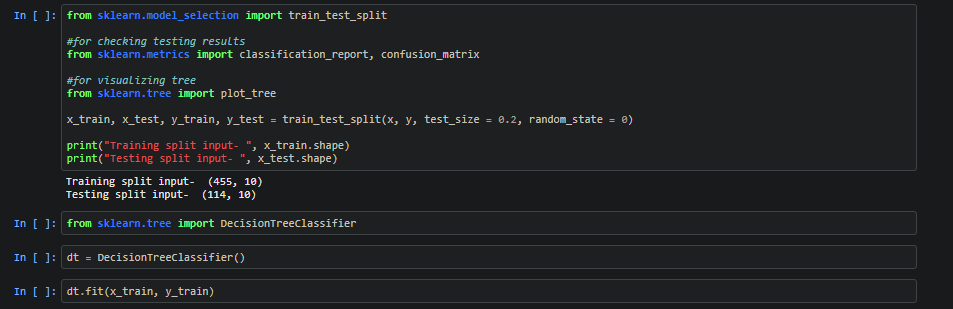 In [ ]: from sklearn.model_selection import train_test_split
#for checking testing results
from sklearn.metrics import classification_report, confusion_matrix
#for visualizing tree
from sklearn.tree import plot_tree
x_train, x_test, y_train, y_test = train_test_split(x, y, test_size = 0.2, random_state = 0)
print("Training split input- ", x_train.shape)
print("Testing split input- ", x_test.shape)
Training split input-  (455, 10)
Testing split input-  (114, 10)
In [ ]: from sklearn.tree import DecisionTreeClassifier
In [ ]: dt = DecisionTreeClassifier()
In [ ]: dt.fit(x_train, y_train)